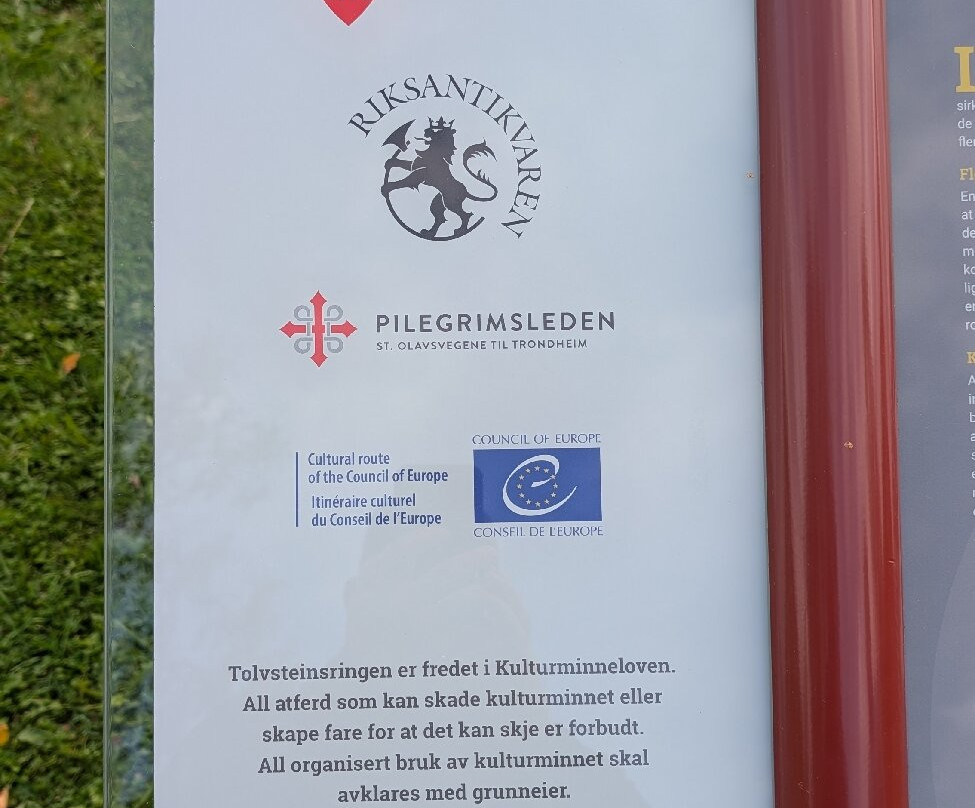 RIKSANTIKVAREN
PILEGRIMSLEDEN
ST. OLAVSVEGENE TIL TRONDHEIM
Cultural route
of the Council of Europe
Itinéraire culturel
du Conseil de l'Europe
COUNCIL OF EUROPE
CONSEIL DE L'EUROPE
Tolvsteinsringen er fredet i Kulturminneloven.
All atferd som kan skade kulturminnet eller
skape fare for at det kan skje er forbudt.
All organisert bruk av kulturminnet skal
avklares med grunneier.